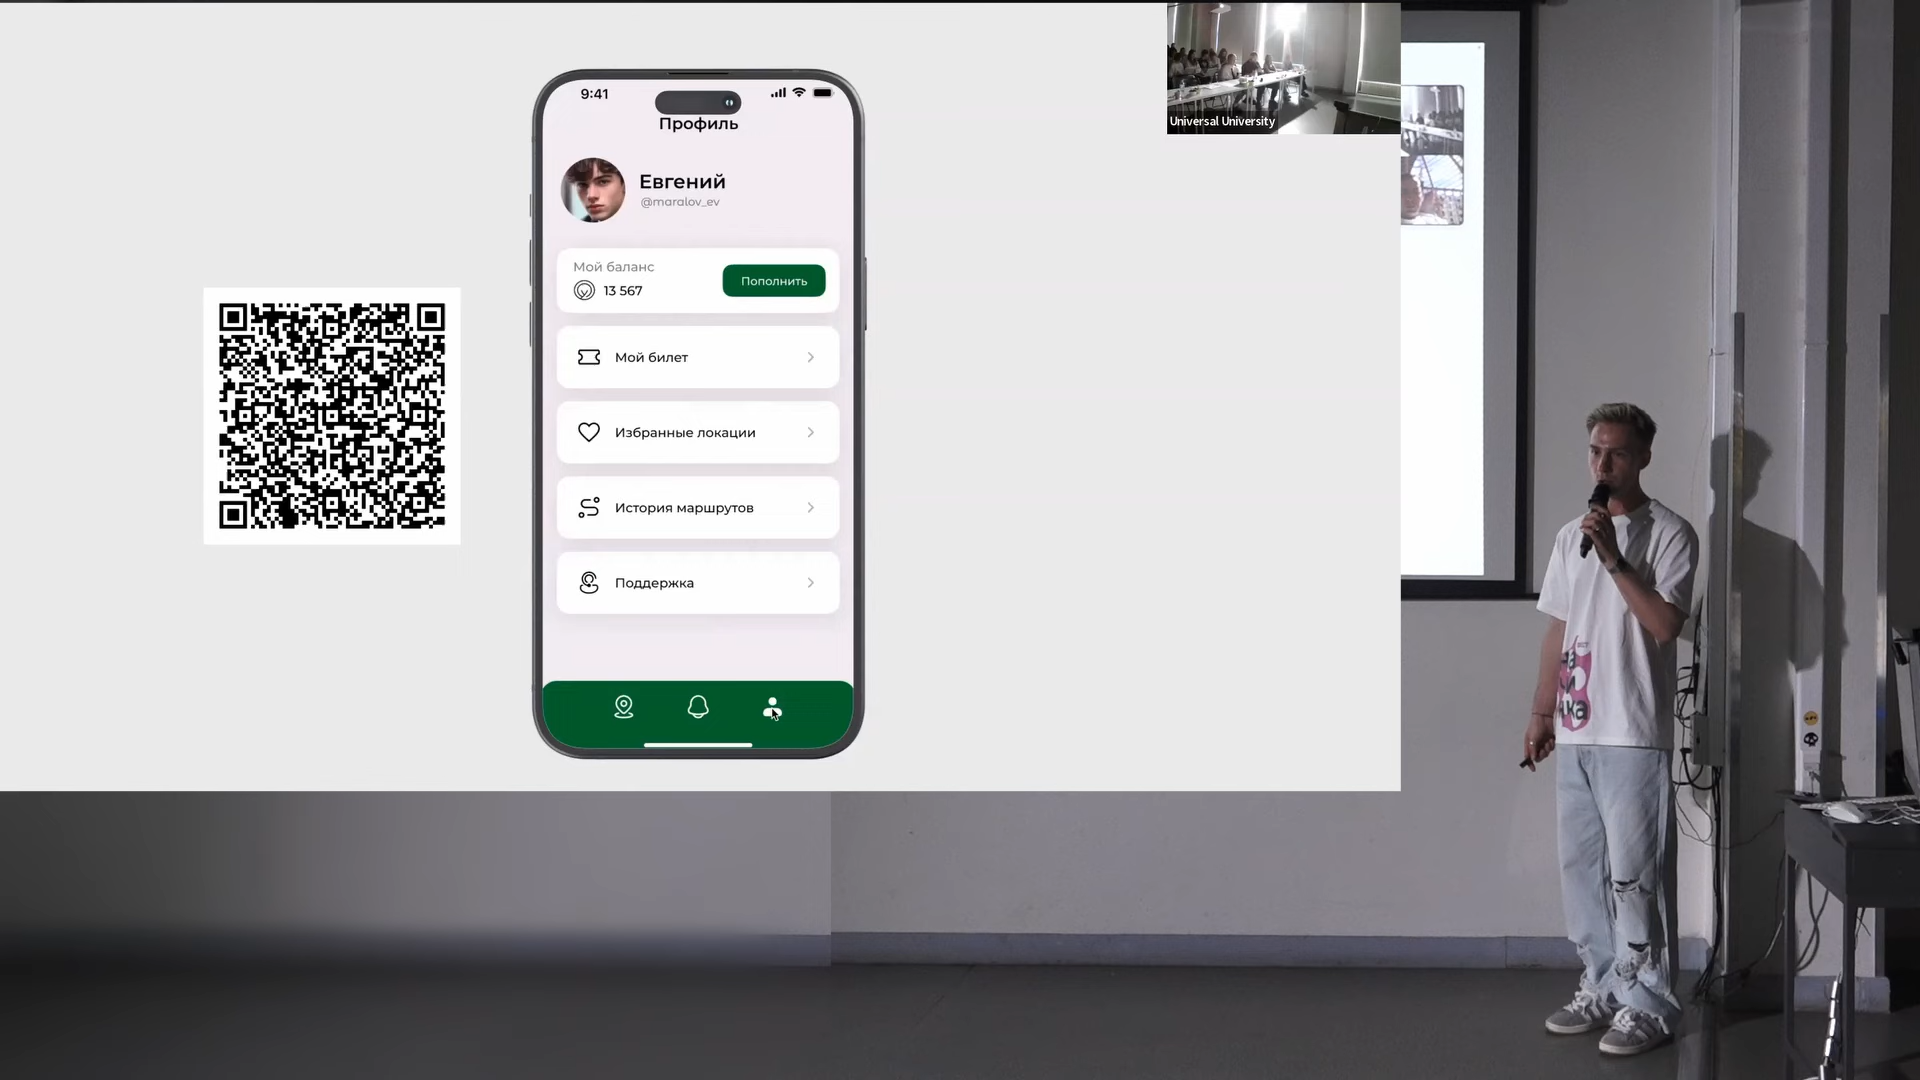 9:41
Профиль
Евгений
@maralov_ev
Мой баланс
13 567
Пополнить
Мой билет
Избранные локации
История маршрутов
Поддержка
Universal University